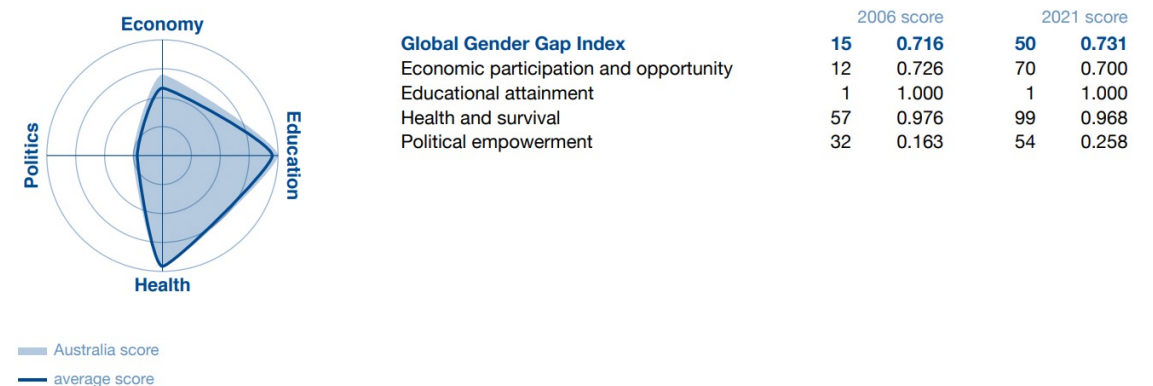 Economy
Education
Politics
Health
Australia score
average score
2006 score 2021 score
Global Gender Gap Index 15 0.716 50 0.731
Economic participation and opportunity 12 0.726 70 0.700
Educational attainment 1 1.000 1 1.000
Health and survival 57 0.976 99 0.968
Political empowerment 32 0.163 54 0.258